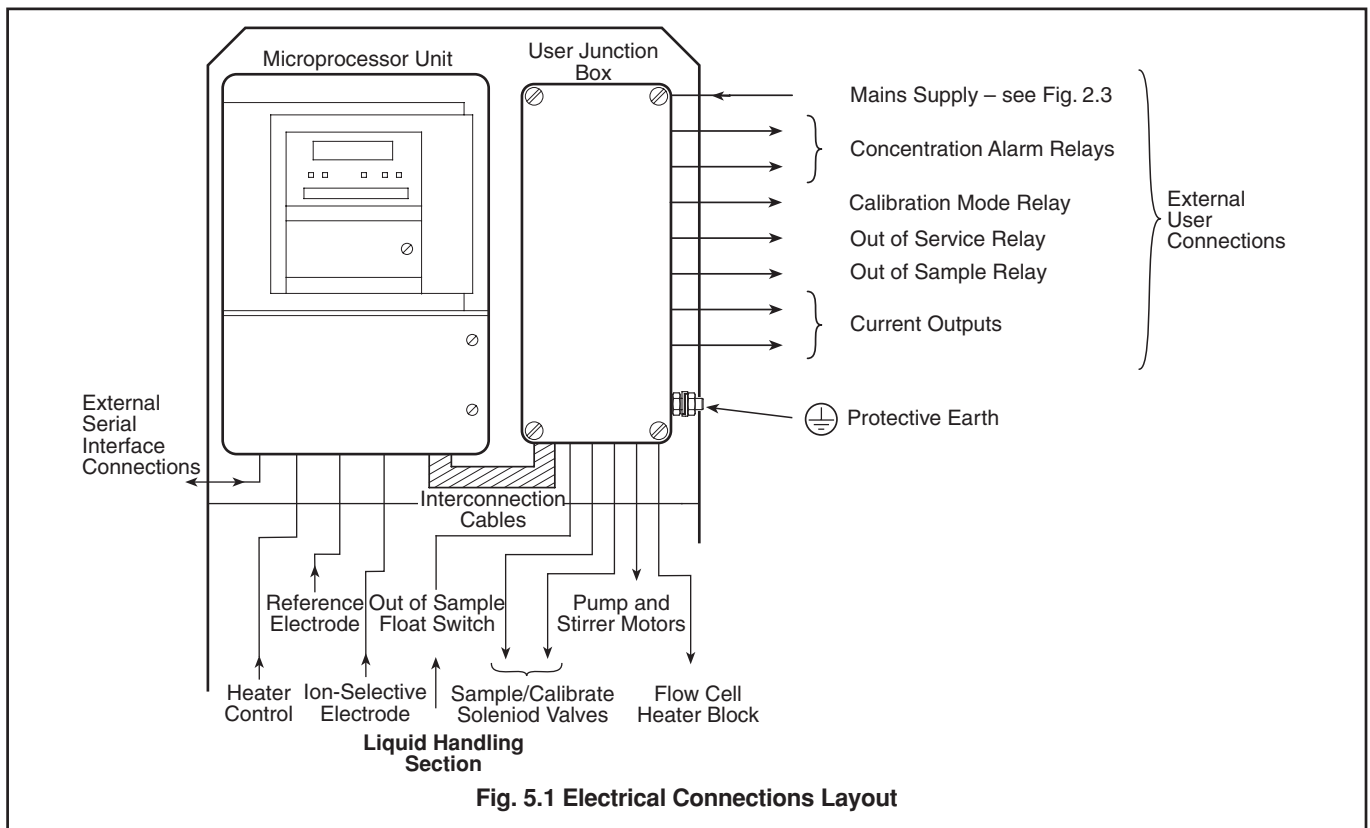 Microprocessor Unit
User Junction
Box
Mains Supply – see Fig. 2.3
Concentration Alarm Relays
Calibration Mode Relay
Out of Service Relay
Out of Sample Relay
Current Outputs
External
User
Connections
Protective Earth
External
Serial
Interface
Connections
Interconnection
Cables
Reference
Electrode
Out of Sample
Float Switch
Pump and
Stirrer Motors
Heater
Control
Ion-Selective
Electrode
Sample/Calibrate
Soleniod Valves
Flow Cell
Heater Block
Liquid Handling
Section
Fig. 5.1 Electrical Connections Layout